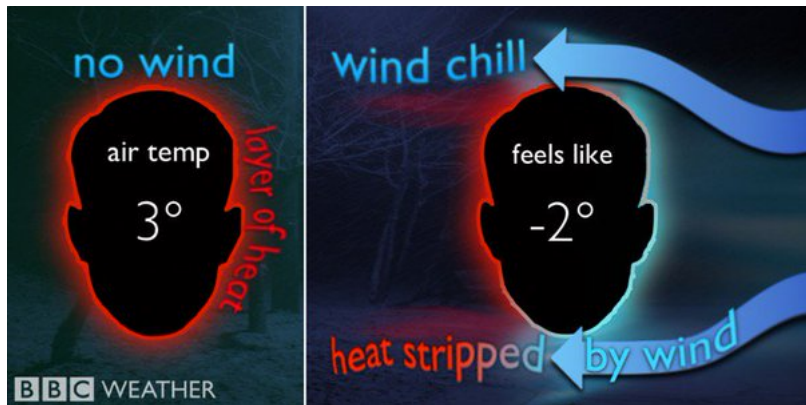 no wind
layer of heat
air temp
3°
BBC WEATHER
wind chill
feels like
-2°
heat stripped by wind